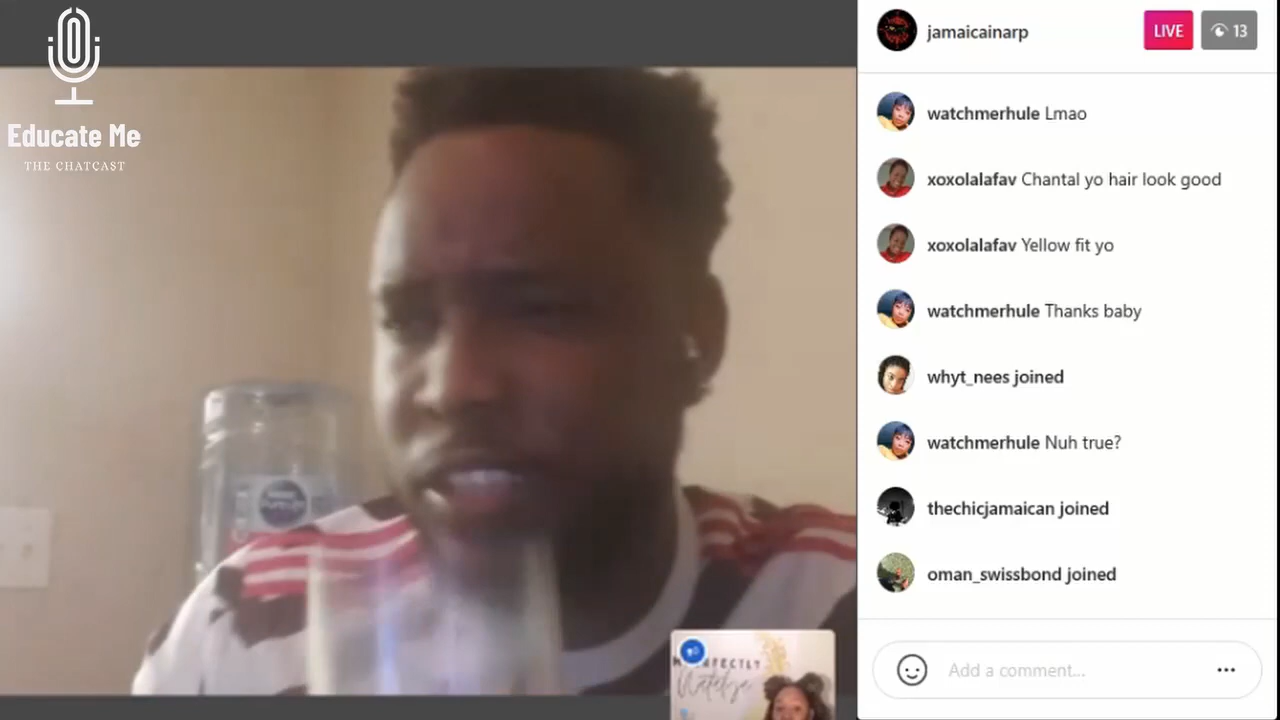 Educate Me
THE CHATCAST
jamaicainarp
LIVE
13
watchmerhule Lmao
xoxolalafav Chantal yo hair look good
xoxolalafav Yellow fit yo
watchmerhule Thanks baby
whyt_nees joined
watchmerhule Nuh true?
thechicjamaican joined
oman_swissbond joined
Add a comment...